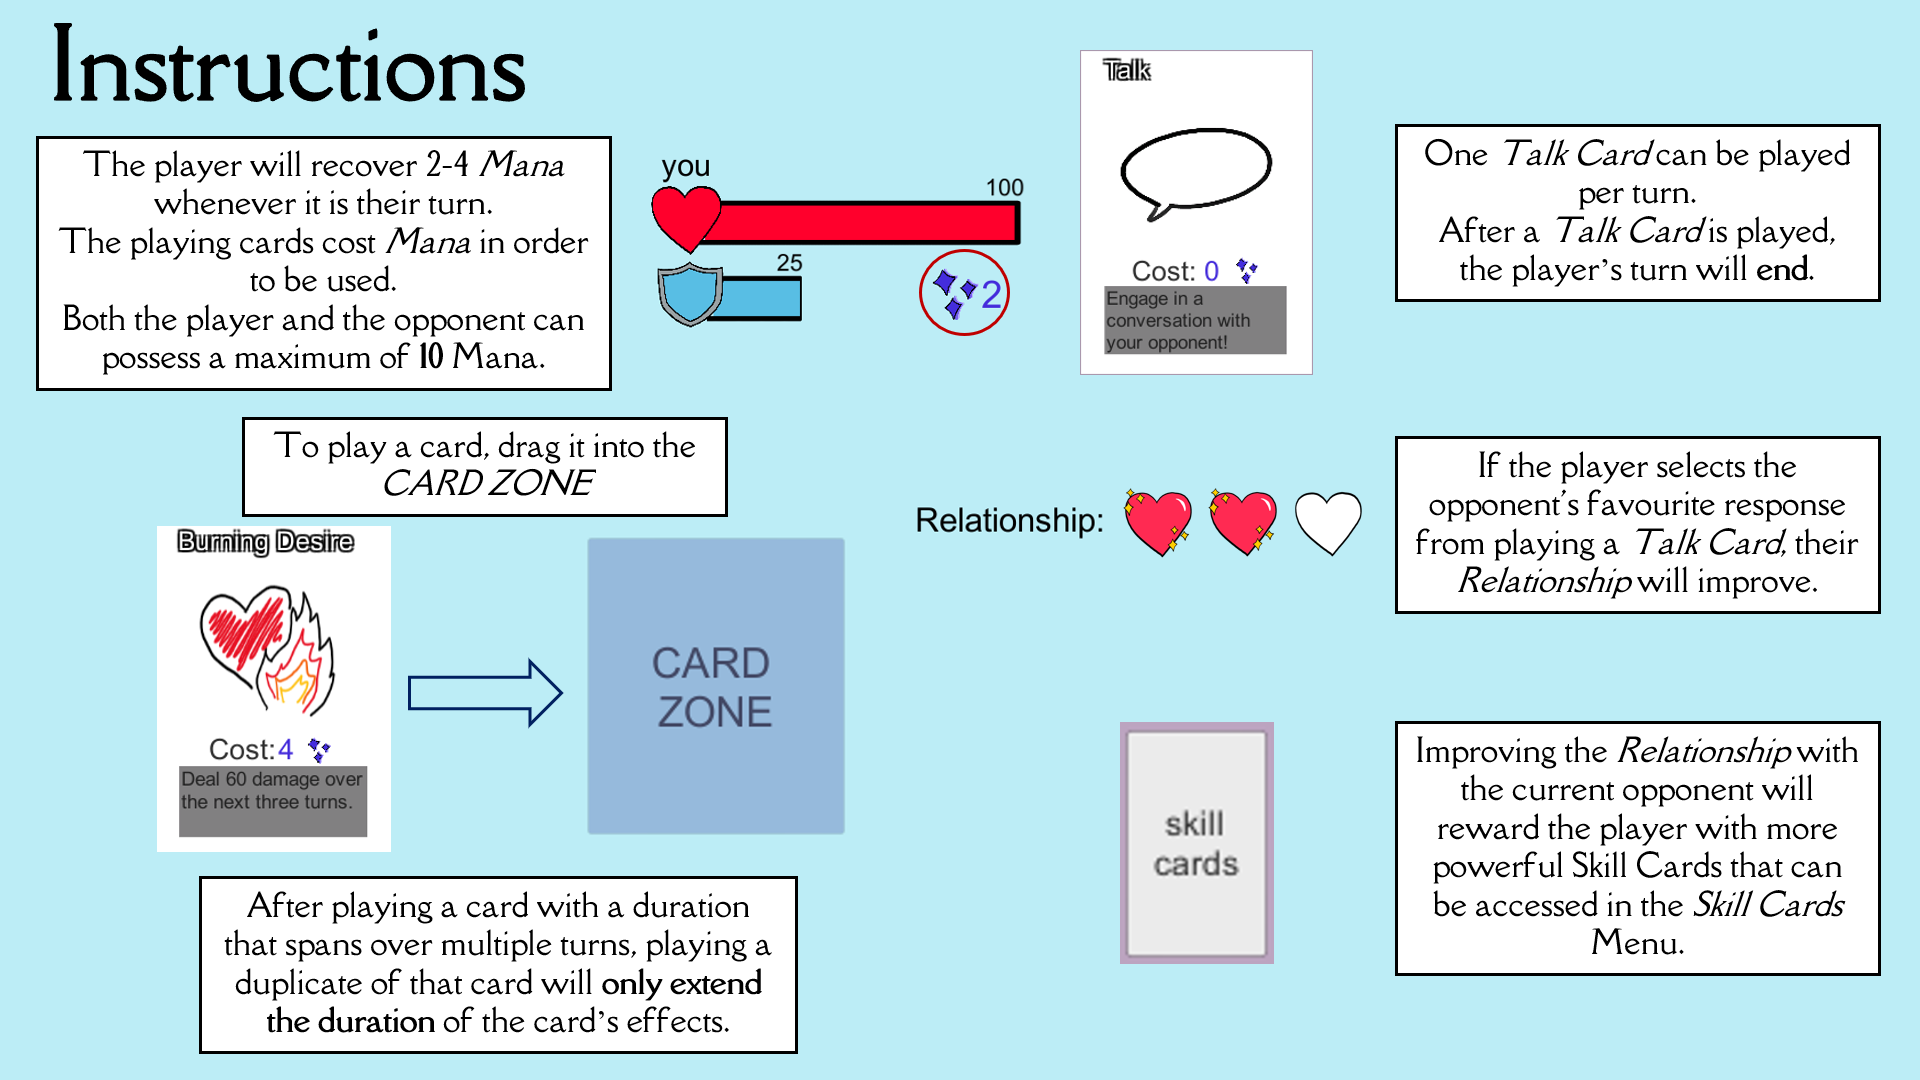 Instructions
The player will recover 2-4 Mana
whenever it is their turn.
The playing cards cost Mana in order
to be used.
Both the player and the opponent can
possess a maximum of 10 Mana.
you
100
25
2
Talk
Cost: 0
Engage in a
conversation with
your opponent!
One Talk Card can be played
per turn.
After a Talk Card is played,
the player's turn will end.
To play a card, drag it into the
CARD ZONE
Burning Desire
Cost:4
Deal 60 damage over
the next three turns.
CARD
ZONE
After playing a card with a duration
that spans over multiple turns, playing a
duplicate of that card will only extend
the duration of the card's effects.
Relationship:
If the player selects the
opponent's favourite response
from playing a Talk Card, their
Relationship will improve.
skill
cards
Improving the Relationship with
the current opponent will
reward the player with more
powerful Skill Cards that can
be accessed in the Skill Cards
Menu.